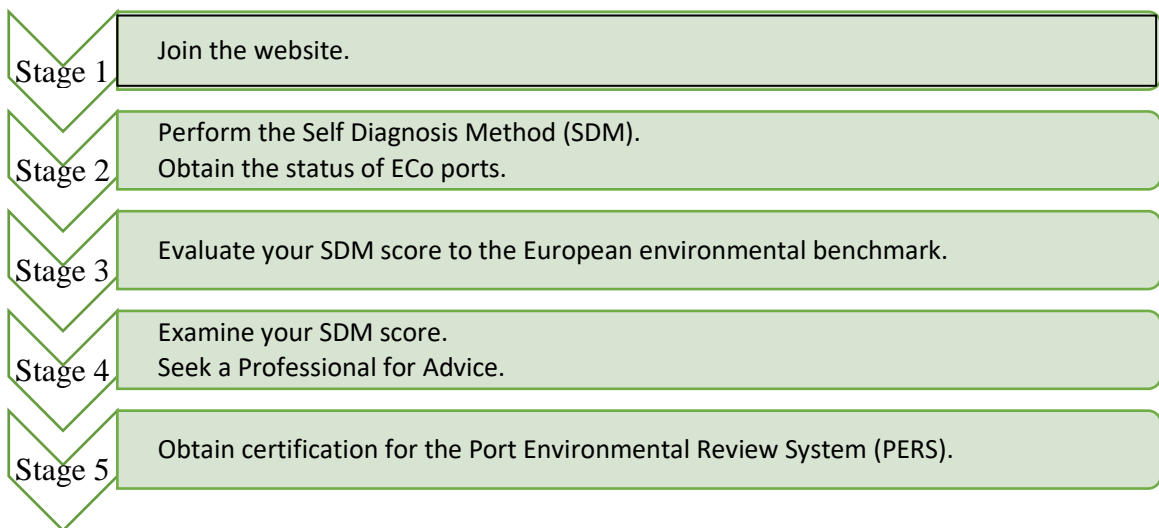 Stage 1
Join the website.
Stage 2
Perform the Self Diagnosis Method (SDM).
Obtain the status of ECo ports.
Stage 3
Evaluate your SDM score to the European environmental benchmark.
Stage 4
Examine your SDM score.
Seek a Professional for Advice.
Stage 5
Obtain certification for the Port Environmental Review System (PERS).